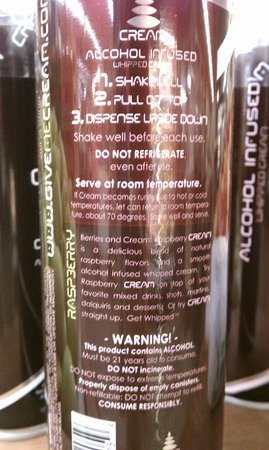 CREAM
ALCOHOL INFUSED
WHIPPED CREAM
1. SHAKE WELL
2. PULL OFF TOP
3. DISPENSE UPSIDE DOWN
Shake well before each use.
DO NOT REFRIGERATE
even after use.
Serve at room temperature.
If Cream becomes runny due to hot or cold
temperatures, let can return to room tempera-
ture, about 70 degrees. Shake well and serve.
Berries and Cream! Raspberry CREAM
is a delicious blend of natural
raspberry flavors and a smooth
alcohol infused whipped cream. Try
Raspberry CREAM on top of your
favorite mixed drinks, shots, martinis,
daiquiris and desserts. Or try CREAM
straight up. Get Whipped™
- WARNING! -
This product contains ALCOHOL.
Must be 21 years old to consume.
DO NOT incinerate.
DO NOT expose to extreme temperatures.
Properly dispose of empty canisters.
Non-refillable: DO NOT attempt to refill.
CONSUME RESPONSIBLY.
RASPBERRY
WWW.GIVEMECREAM.COM
ALCOHOL INFUSED
WHIPPED CREAM